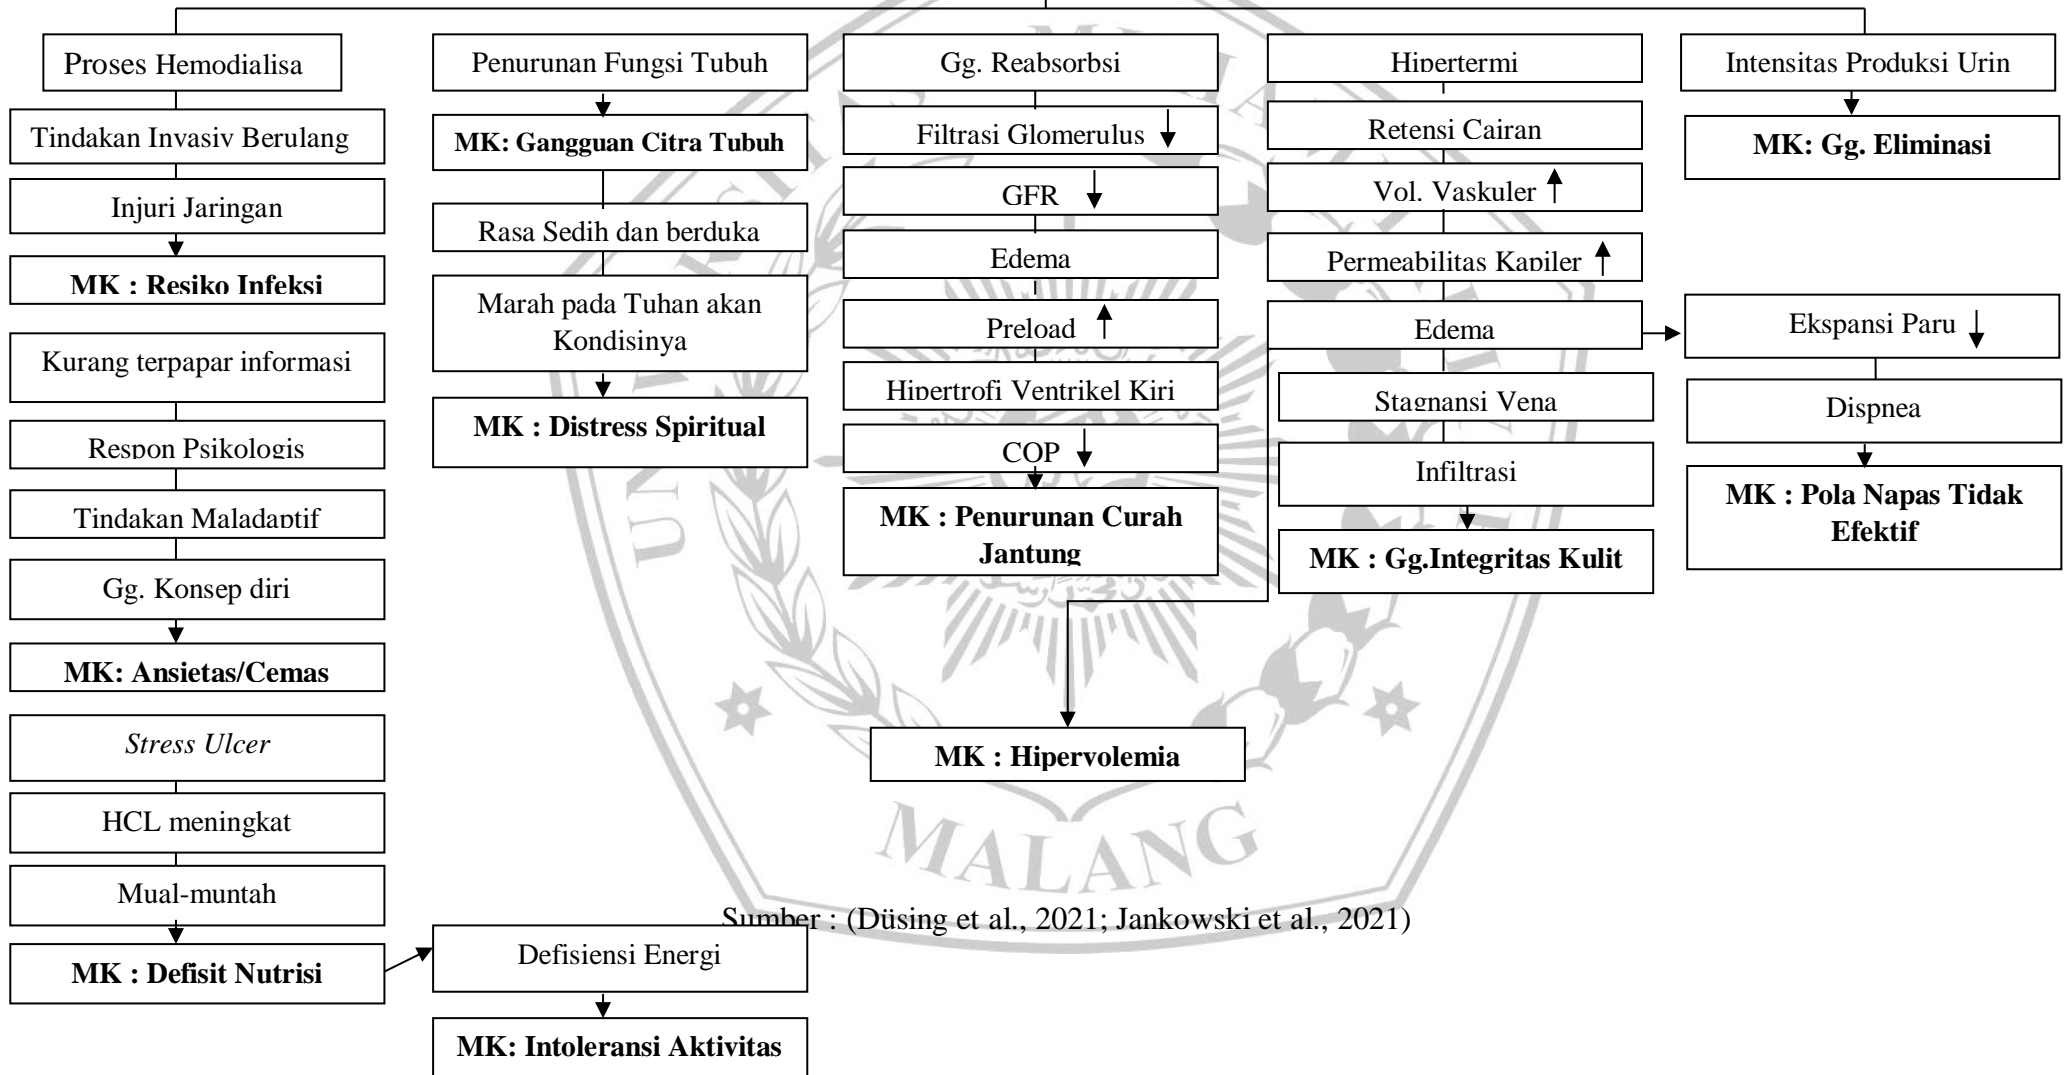 Proses Hemodialisa
Tindakan Invasiv Berulang
Injuri Jaringan
MK : Resiko Infeksi
Kurang terpapar informasi
Respon Psikologis
Tindakan Maladaptif
Gg. Konsep diri
MK: Ansietas/Cemas
Stress Ulcer
HCL meningkat
Mual-muntah
MK : Defisit Nutrisi
Penurunan Fungsi Tubuh
MK: Gangguan Citra Tubuh
Rasa Sedih dan berduka
Marah pada Tuhan akan
Kondisinya
MK : Distress Spiritual
Defisiensi Energi
MK: Intoleransi Aktivitas
Gg. Reabsorbsi
Filtrasi Glomerulus ↓
GFR ↓
Edema
Preload ↑
Hipertrofi Ventrikel Kiri
COP ↓
MK : Penurunan Curah
Jantung
MK : Hipervolemia
Hipertermi
Retensi Cairan
Vol. Vaskuler ↑
Permeabilitas Kapiler ↑
Edema
Stagnansi Vena
Infiltrasi
MK : Gg.Integritas Kulit
Intensitas Produksi Urin
MK: Gg. Eliminasi
Ekspansi Paru ↓
Dispnea
MK : Pola Napas Tidak
Efektif
Sumber : (Düsing et al., 2021; Jankowski et al., 2021)
MALANG